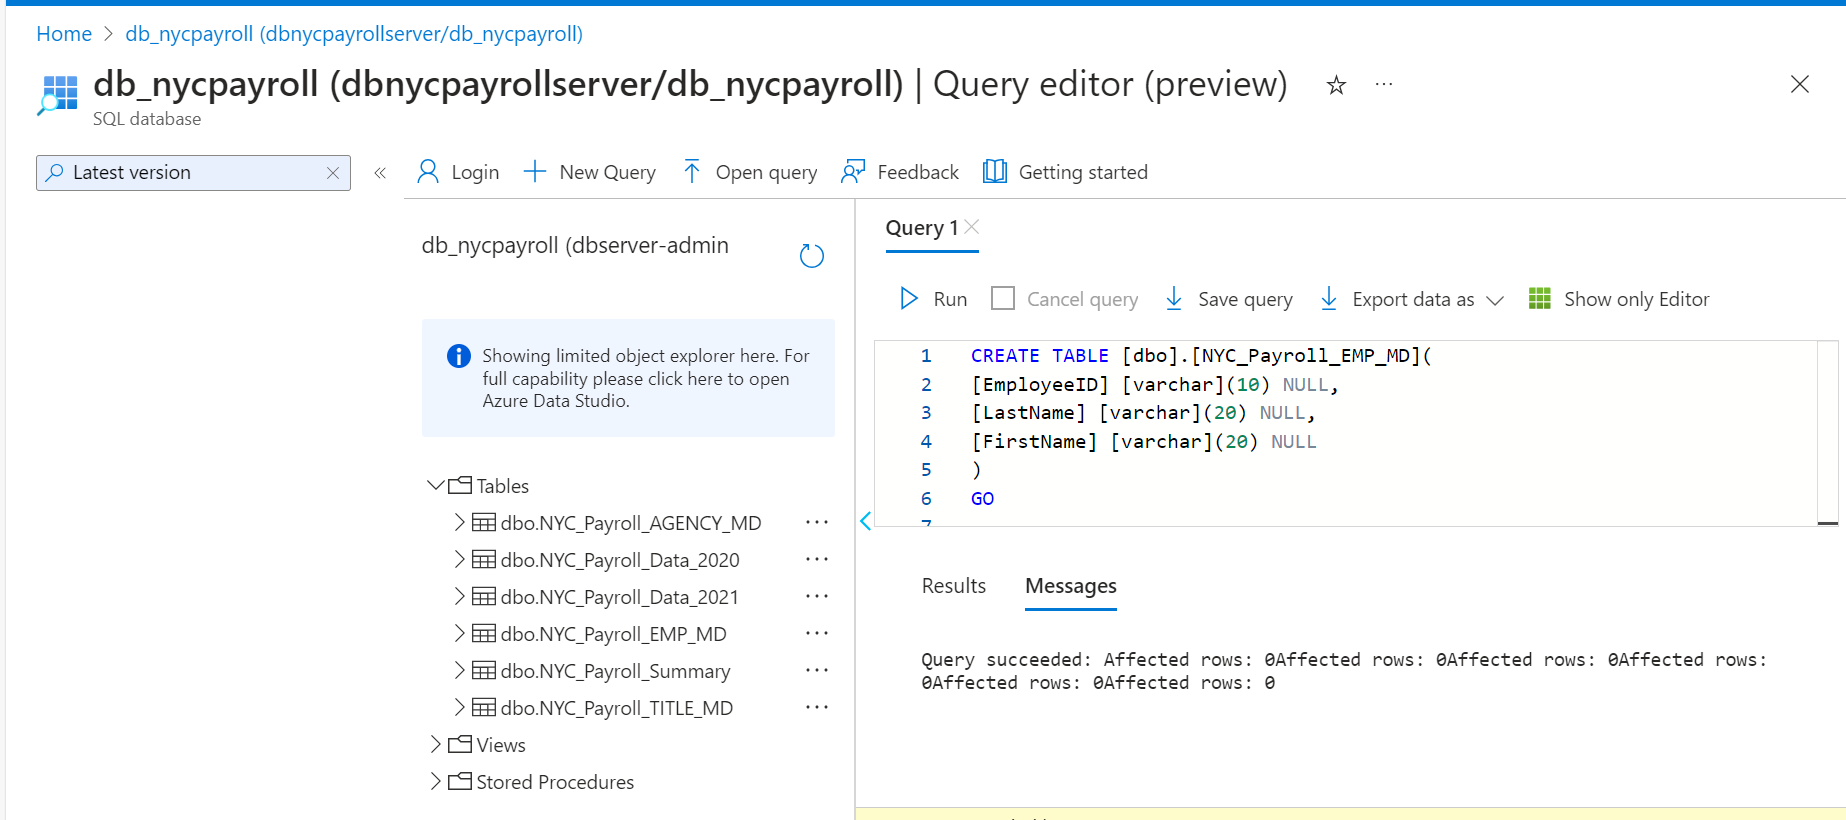 Home > db_nycpayroll (dbnycpayrollserver/db_nycpayroll)
db_nycpayroll (dbnycpayrollserver/db_nycpayroll) | Query editor (preview)
SQL database
Latest version
Login
New Query
Open query
Feedback
Getting started
db_nycpayroll (dbserver-admin
Showing limited object explorer here. For
full capability please click here to open
Azure Data Studio.
Tables
dbo.NYC_Payroll_AGENCY_MD
dbo.NYC_Payroll_Data_2020
dbo.NYC_Payroll_Data_2021
dbo.NYC_Payroll_EMP_MD
dbo.NYC_Payroll_Summary
dbo.NYC_Payroll_TITLE_MD
Views
Stored Procedures
Query 1
Run
Cancel query
Save query
Export data as
Show only Editor
1 CREATE TABLE [dbo].[NYC_Payroll_EMP_MD](
2 [EmployeeID] [varchar](10) NULL,
3 [LastName] [varchar](20) NULL,
4 [FirstName] [varchar](20) NULL
5 )
6 GO
7
Results
Messages
Query succeeded: Affected rows: 0Affected rows: 0Affected rows: 0Affected rows:
0Affected rows: 0Affected rows: 0